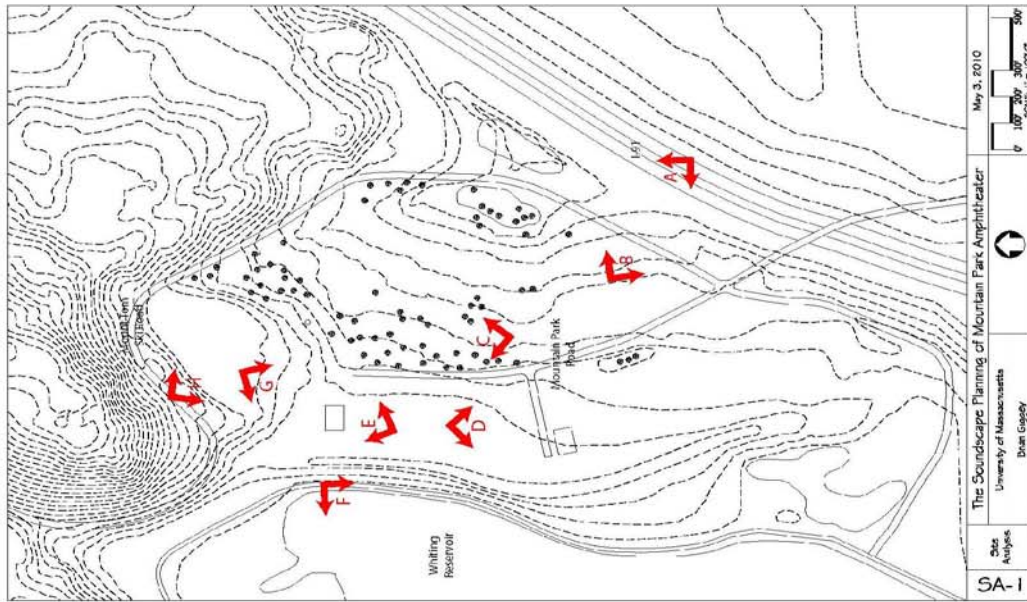 I-91
A
B
C
Mountain Park
Road
D
E
F
G
H
Whiting
Reservoir
SA-1
Site
Analysis
The Soundscape Planning of Mountain Park Amphitheater
University of Massachusetts
May 3, 2010
0'
100'
200'
300'
500'